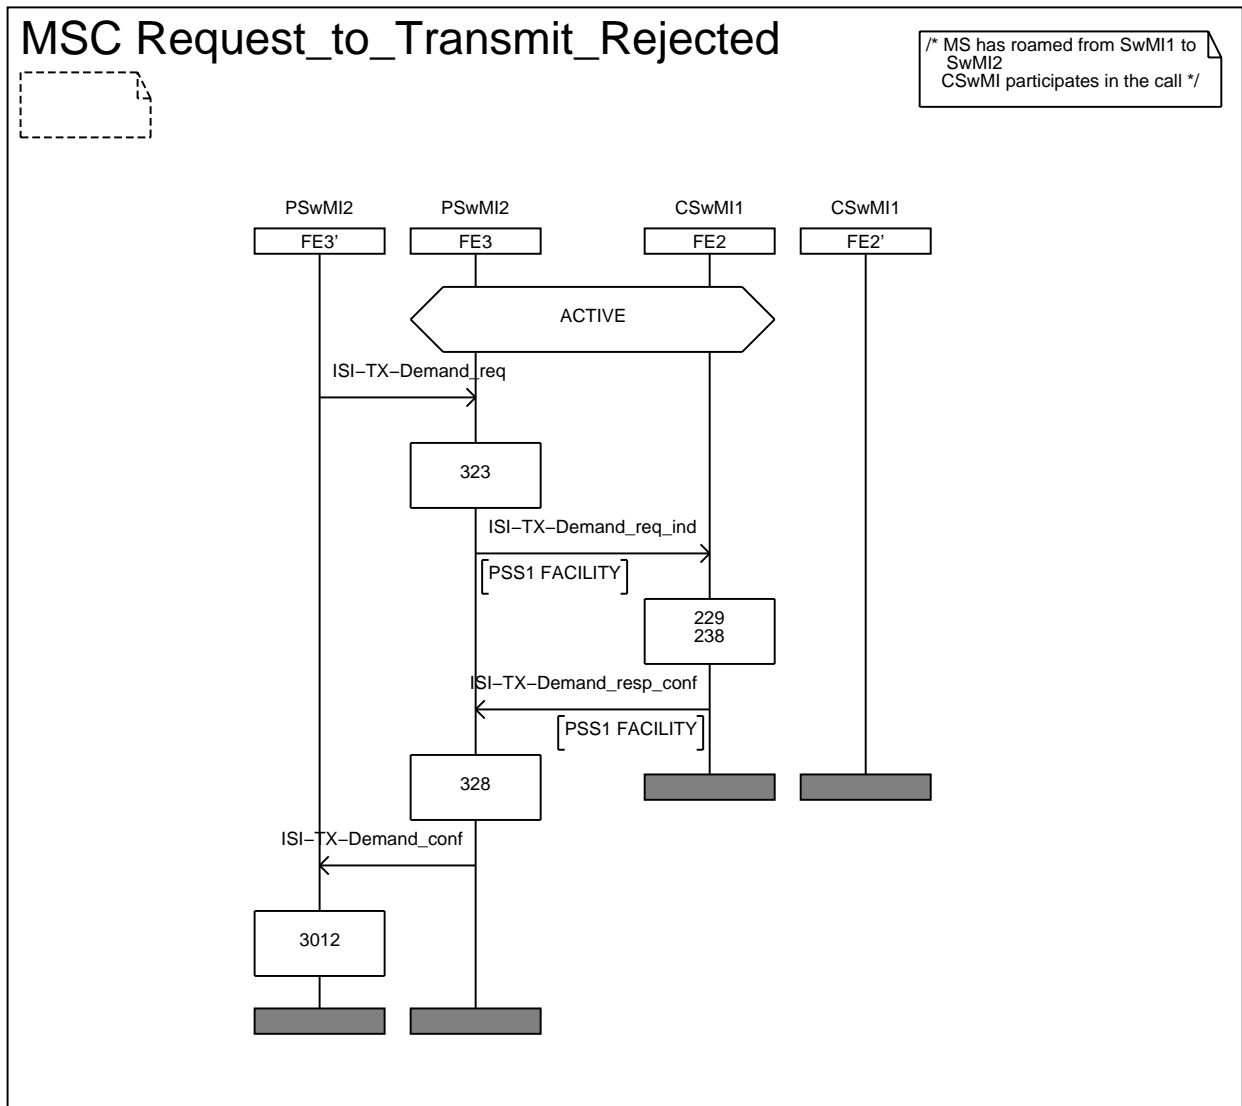 MSC Request_to_Transmit_Rejected
/* MS has roamed from SwMI1 to
SwMI2
CSwMI participates in the call */
PSwMI2 PSwMI2 CSwMI1 CSwMI1
FE3' FE3 FE2 FE2'
ACTIVE
ISI−TX−Demand_req
323
ISI−TX−Demand_req_ind
PSS1 FACILITY
229
238
ISI−TX−Demand_resp_conf
PSS1 FACILITY
328
ISI−TX−Demand_conf
3012